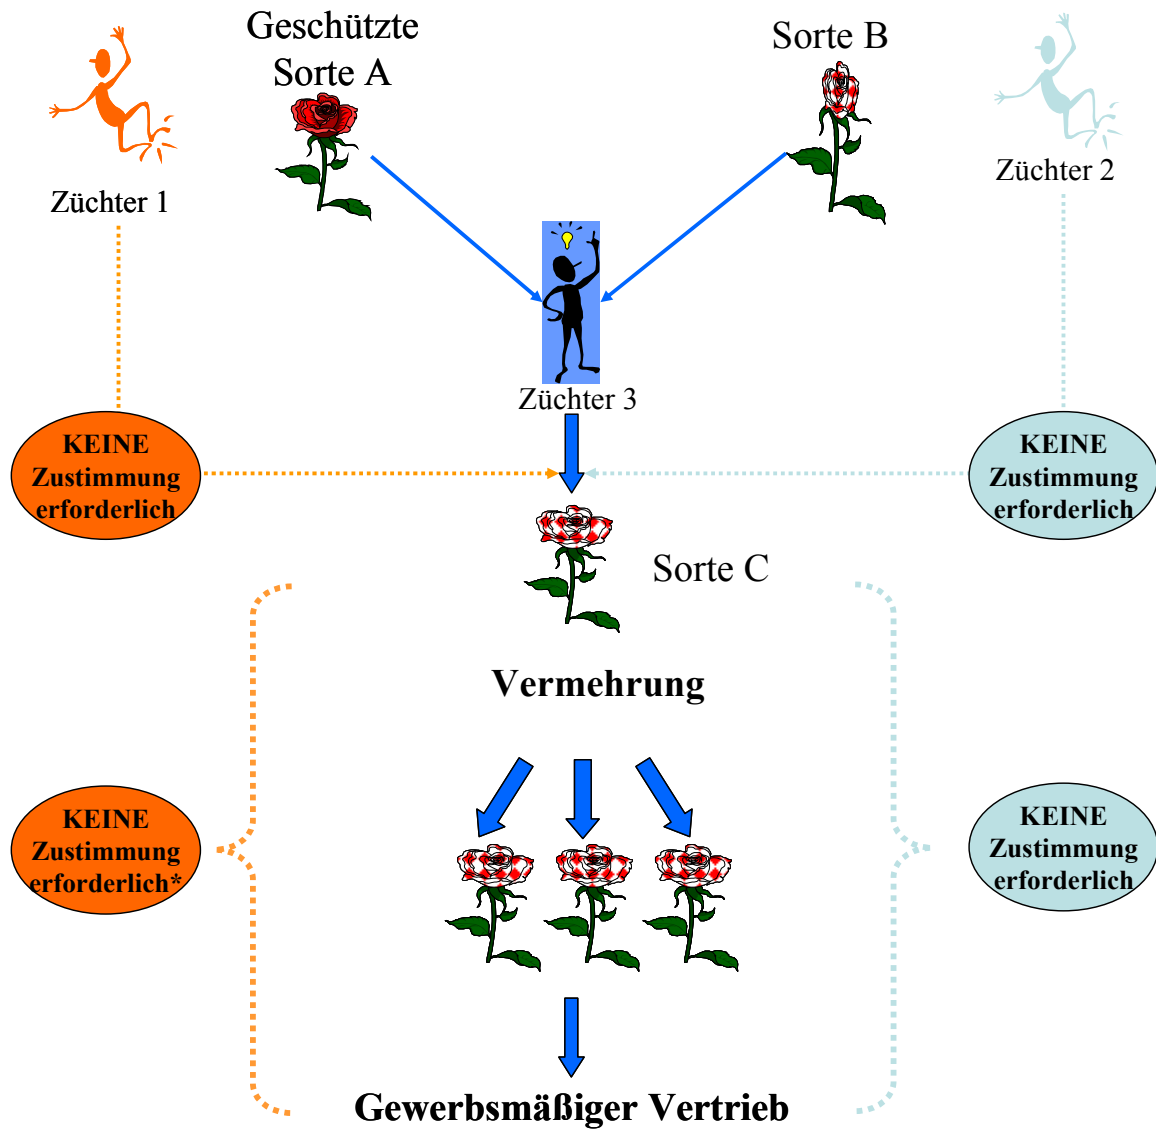 Geschützte
Sorte A
Sorte B
Züchter 1
Züchter 2
Züchter 3
KEINE
Zustimmung
erforderlich
KEINE
Zustimmung
erforderlich
Sorte C
Vermehrung
KEINE
Zustimmung
erforderlich*
KEINE
Zustimmung
erforderlich
Gewerbsmäßiger Vertrieb